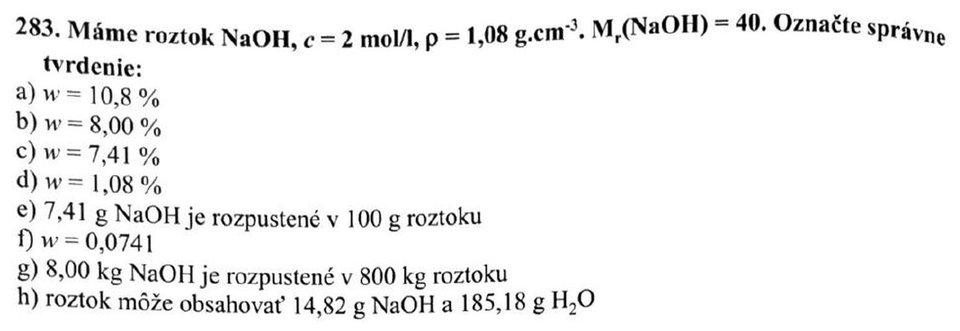 283. Máme roztok NaOH, c = 2 mol/l, ρ = 1,08 g.cm⁻³. Mᵣ(NaOH) = 40. Označte správne
tvrdenie:
a) w = 10,8 %
b) w = 8,00 %
c) w = 7,41 %
d) w = 1,08 %
e) 7,41 g NaOH je rozpustené v 100 g roztoku
f) w = 0,0741
g) 8,00 kg NaOH je rozpustené v 800 kg roztoku
h) roztok môže obsahovať 14,82 g NaOH a 185,18 g H₂O